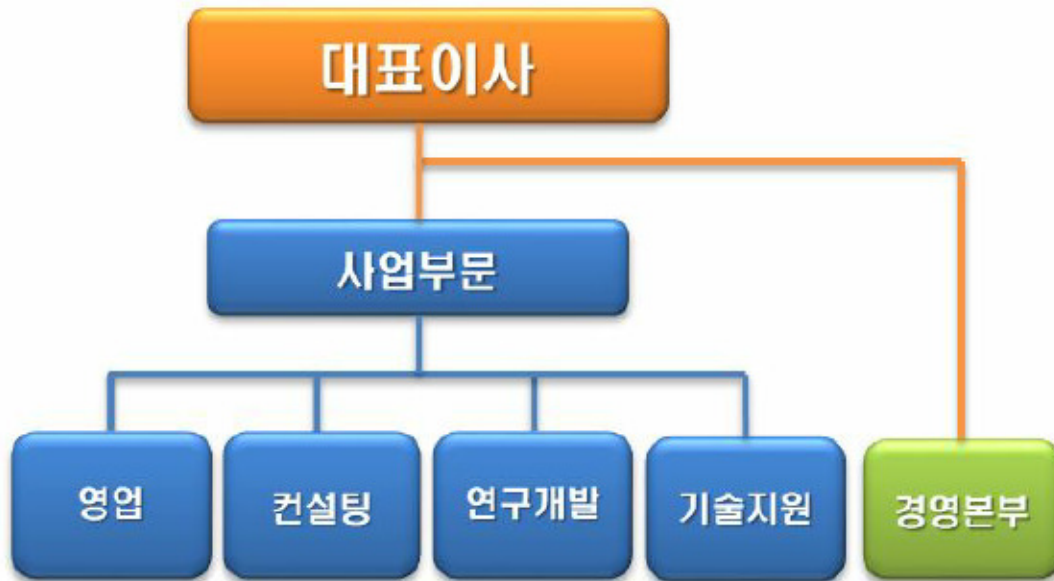 대표이사
사업부문
영업
컨설팅
연구개발
기술지원
경영본부